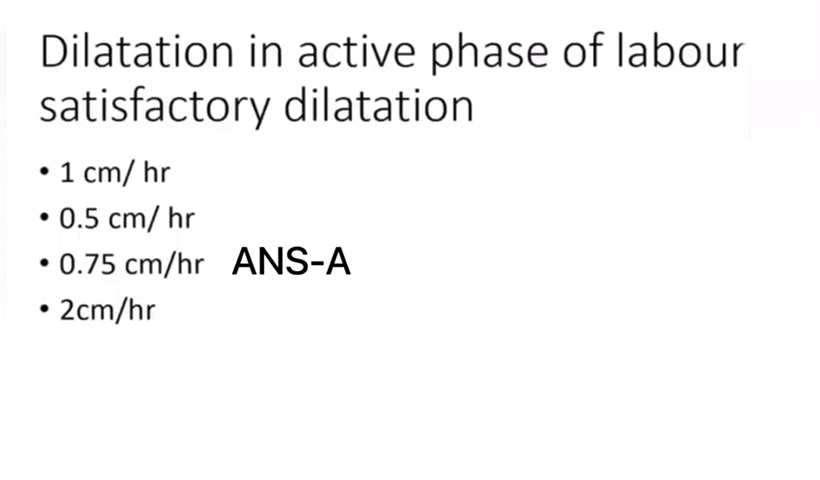 Dilatation in active phase of labour
satisfactory dilatation
• 1 cm/ hr
• 0.5 cm/ hr
• 0.75 cm/hr ANS-A
• 2cm/hr